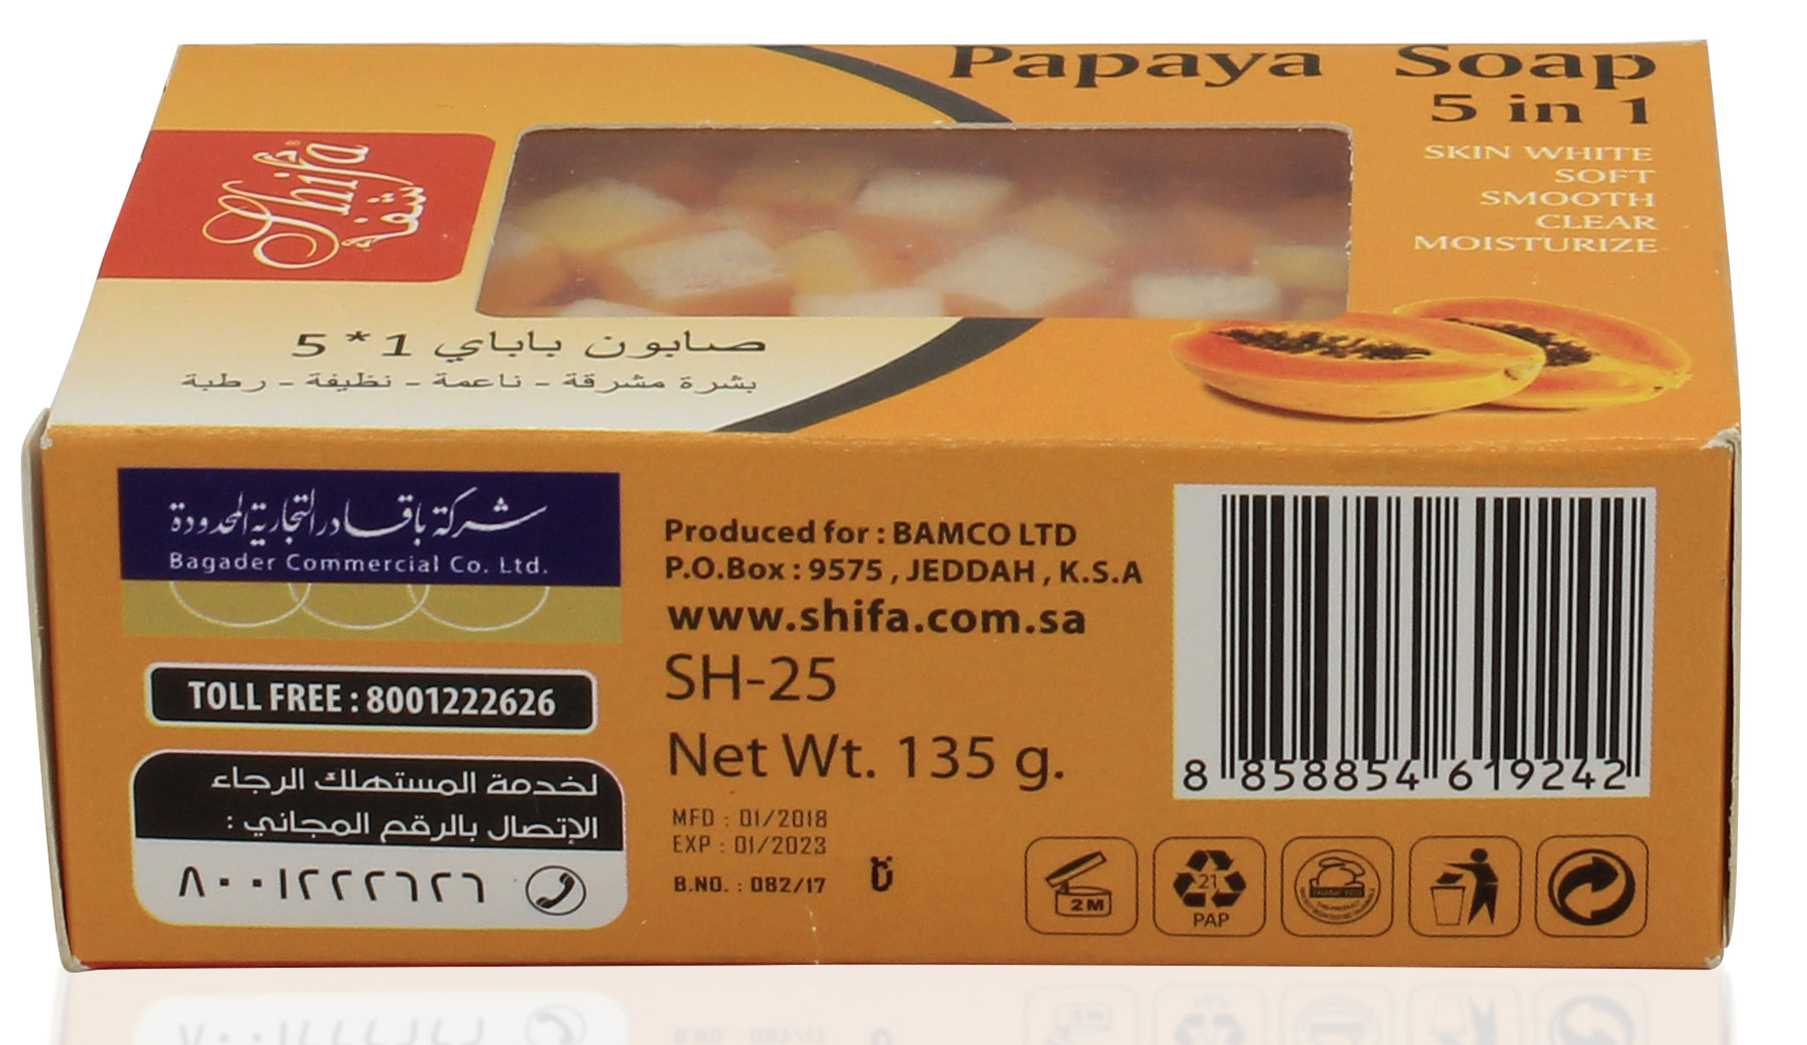 Papaya Soap
5 in 1
SKIN WHITE
SOFT
SMOOTH
CLEAR
MOISTURIZE
Shifa
شفة
صابون باباي 1*5
بشرة مشرقة - ناعمة - نظيفة - رطبة
شركة باقادر التجارية المحدودة
Bagader Commercial Co. Ltd.
TOLL FREE : 8001222626
لخدمة المستهلك الرجاء
الإتصال بالرقم المجاني :
٨٠٠١٢٢٢٦٢٦
Produced for : BAMCO LTD
P.O.Box : 9575 , JEDDAH , K.S.A
www.shifa.com.sa
SH-25
Net Wt. 135 g.
MFD : 01/2018
EXP : 01/2023
B.NO. : 082/17
8 858854 619242
2M
21
PAP